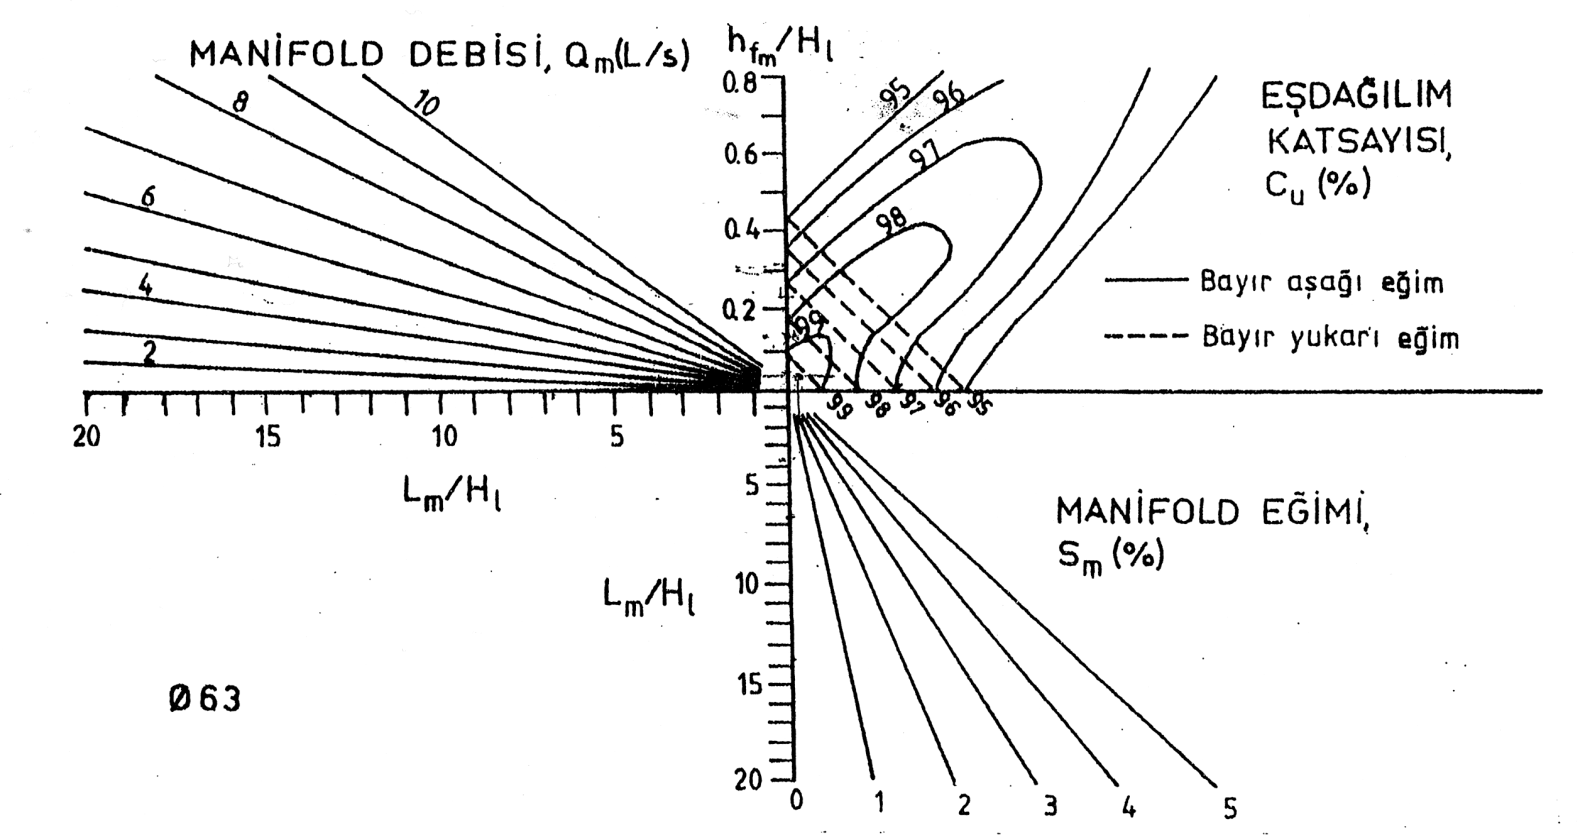 MANİFOLD DEBİSİ, Qm(L/s)
hfm/Hl
10
8
6
4
2
20 15 10 5
Lm/Hl
0.8
0.6
0.4
0.2
95 96
97
98
99
99 98 97 96 95
EŞDAĞILIM
KATSAYISI,
Cu (%)
Bayır aşağı eğim
Bayır yukarı eğim
5
10
15
20
Lm/Hl
MANİFOLD EĞİMİ,
Sm (%)
0 1 2 3 4 5
Ø63